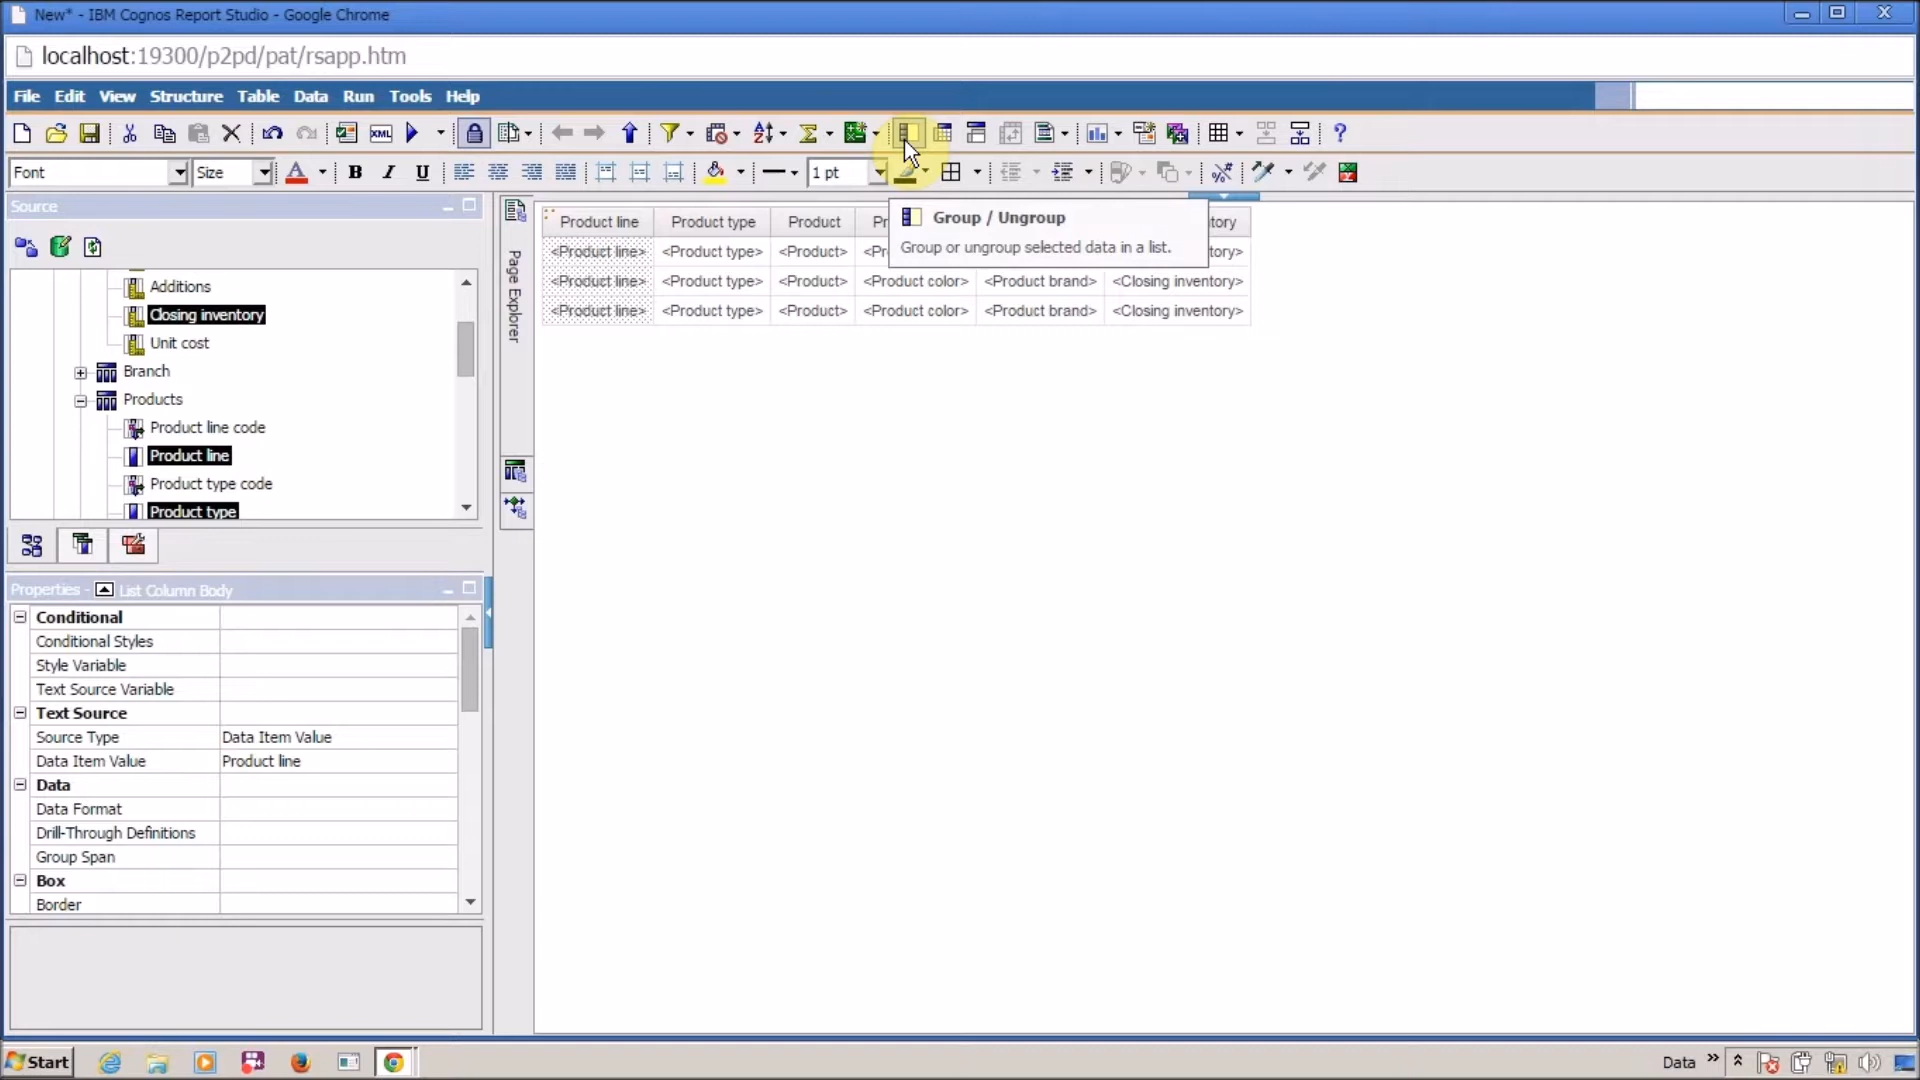 New* - IBM Cognos Report Studio - Google Chrome
localhost:19300/p2pd/pat/rsapp.htm
File Edit View Structure Table Data Run Tools Help
XML
Font Size A B I U 1 pt
Source
Additions
Closing inventory
Unit cost
Branch
Products
Product line code
Product line
Product type code
Product type
Page Explorer
Product line Product type Product Pr tory
Group / Ungroup
Group or ungroup selected data in a list.
<Product line> <Product type> <Product> <Pr tory>
<Product line> <Product type> <Product> <Product color> <Product brand> <Closing inventory>
<Product line> <Product type> <Product> <Product color> <Product brand> <Closing inventory>
Properties - List Column Body
Conditional
Conditional Styles
Style Variable
Text Source Variable
Text Source
Source Type Data Item Value
Data Item Value Product line
Data
Data Format
Drill-Through Definitions
Group Span
Box
Border
Start Data »